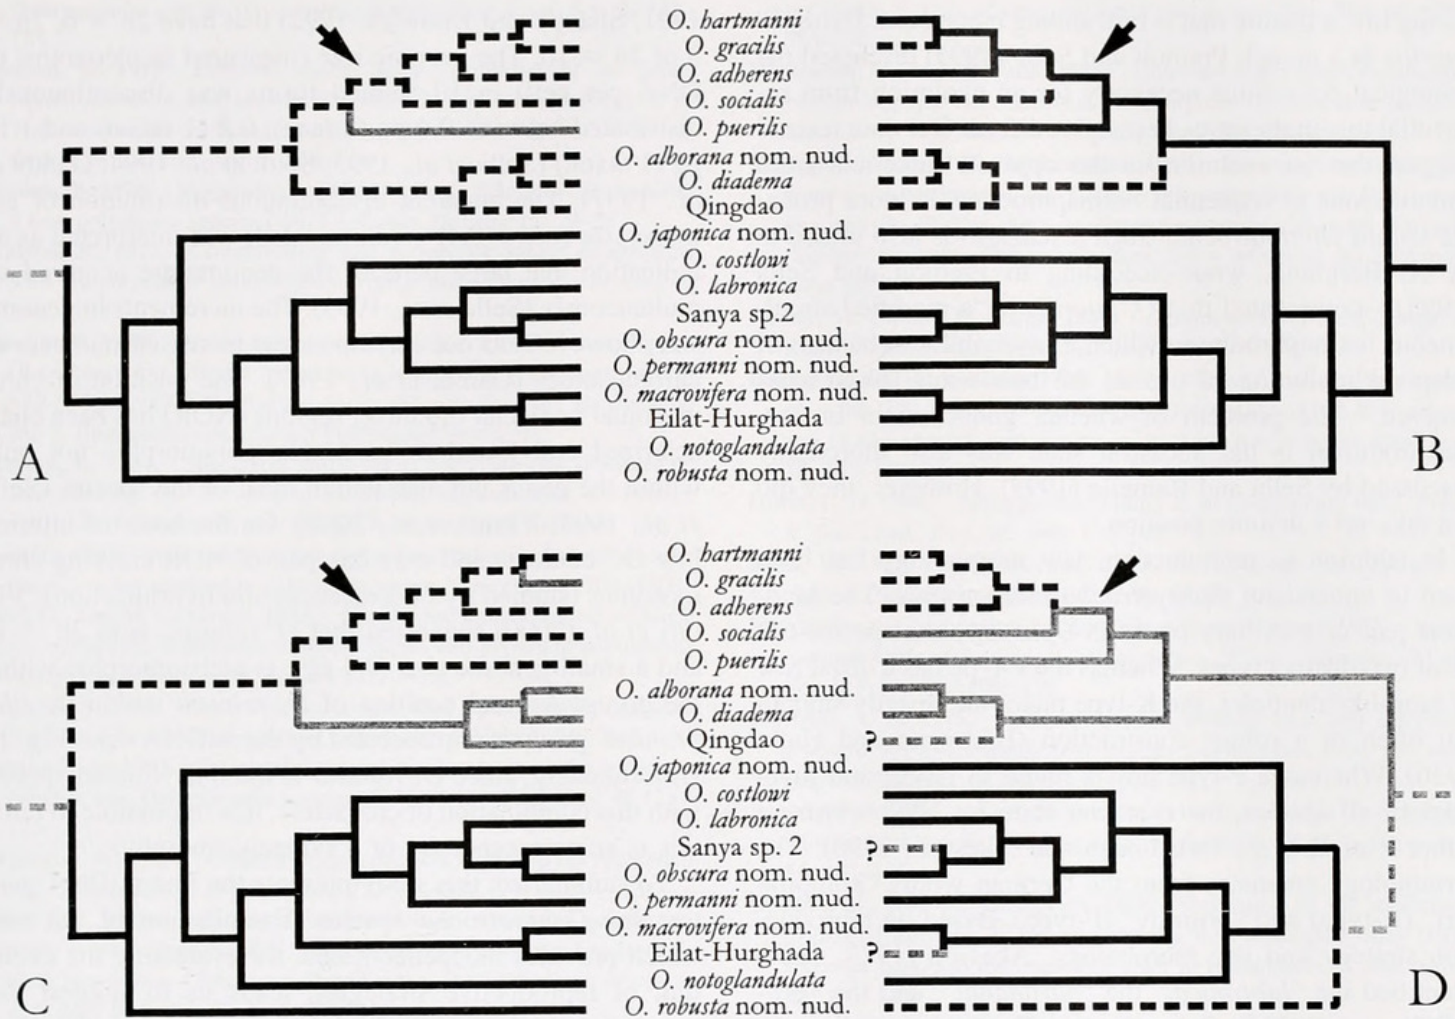 O. hartmanni
O. gracilis
O. adherens
O. socialis
O. puerilis
O. alborana nom. nud.
O. diadema
Qingdao
O. japonica nom. nud.
O. costlowi
O. labronica
Sanya sp.2
O. obscura nom. nud.
O. permanni nom. nud.
O. macrovifera nom. nud.
Eilat-Hurghada
O. notoglandulata
O. robusta nom. nud.
A
B
O. hartmanni
O. gracilis
O. adherens
O. socialis
O. puerilis
O. alborana nom. nud.
O. diadema
Qingdao ?
O. japonica nom. nud.
O. costlowi
O. labronica
Sanya sp. 2 ?
O. obscura nom. nud.
O. permanni nom. nud.
O. macrovifera nom. nud.
Eilat-Hurghada ?
O. notoglandulata
O. robusta nom. nud.
C
D